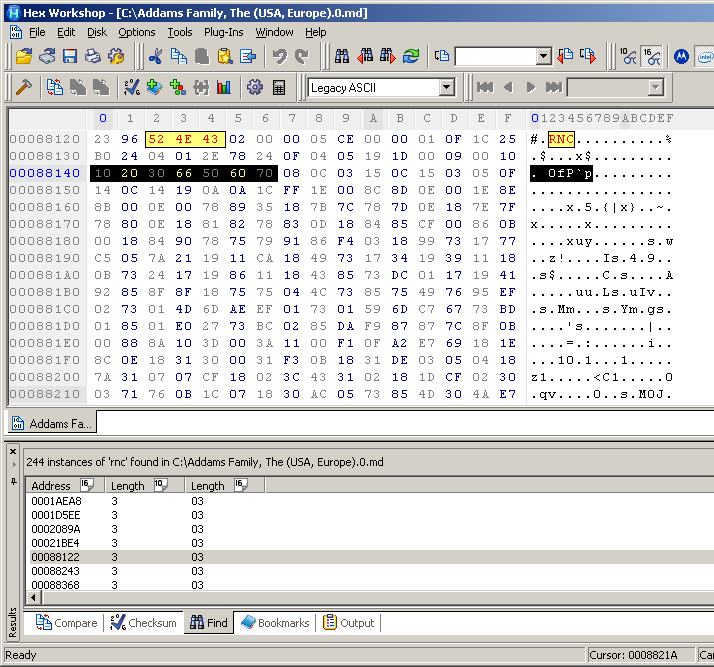 Hex Workshop - [C:\Addams Family, The (USA, Europe).0.md]
File Edit Disk Options Tools Plug-Ins Window Help
Legacy ASCII
0 1 2 3 4 5 6 7 8 9 A B C D E F 0123456789ABCDEF
00088120 23 96 52 4E 43 02 00 00 05 CE 00 00 01 0F 1C 25 #.RNC..........%
00088130 B0 24 04 01 2E 78 24 0F 04 05 19 1D 00 09 00 10 .$...x$.........
00088140 10 20 30 66 50 60 70 08 0C 03 15 0C 15 03 05 0F . 0fP`p.........
00088150 14 0C 14 19 0A 0A 1C FF 1E 00 8C 8D 0E 00 1E 8E ................
00088160 8B 00 0E 00 78 89 35 18 7B 7C 78 7D 0E 18 7E 7F ....x.5.{|x}..~.
00088170 78 80 0E 18 81 82 78 83 0D 18 84 85 CF 00 86 0B x.....x.........
00088180 00 18 84 90 78 75 79 91 86 F4 03 18 99 73 17 77 ....xuy......s.w
00088190 C5 05 7A 21 19 11 CA 18 49 73 17 34 19 39 11 18 ..z!....Is.4.9..
000881A0 0B 73 24 17 19 86 11 18 43 85 73 DC 01 17 19 41 .s$.....C.s....A
000881B0 92 85 8F 8F 18 75 75 04 4C 73 85 75 49 76 95 EF .....uu.Ls.uIv..
000881C0 02 73 01 4D 6D AE EF 01 73 01 59 6D C7 67 73 BD .s.Mm...s.Ym.gs.
000881D0 01 85 01 E0 27 73 BC 02 85 DA F9 87 87 7C 8F 0B ....'s.......|..
000881E0 00 88 8A 10 3D 00 3A 11 00 F1 0F A2 E7 69 18 1E ....=.:......i..
000881F0 8C 0E 18 31 30 00 31 F3 0B 18 31 DE 03 05 04 18 ...10.1...1.....
00088200 7A 31 07 07 CF 18 02 3C 43 31 02 18 1D CF 02 30 z1.....<C1.....0
00088210 03 71 76 0B 1C 07 18 30 AC 05 73 85 4D 30 4A E7 .qv....0..s.M0J.
Addams Fa...
244 instances of 'rnc' found in C:\Addams Family, The (USA, Europe).0.md
Address 16 Length 10 Length 16
0001AEA8 3 03
0001D5EE 3 03
0002089A 3 03
00021BE4 3 03
00088122 3 03
00088243 3 03
00088368 3 03
Results
Compare Checksum Find Bookmarks Output
Ready Cursor: 0008821A Ca